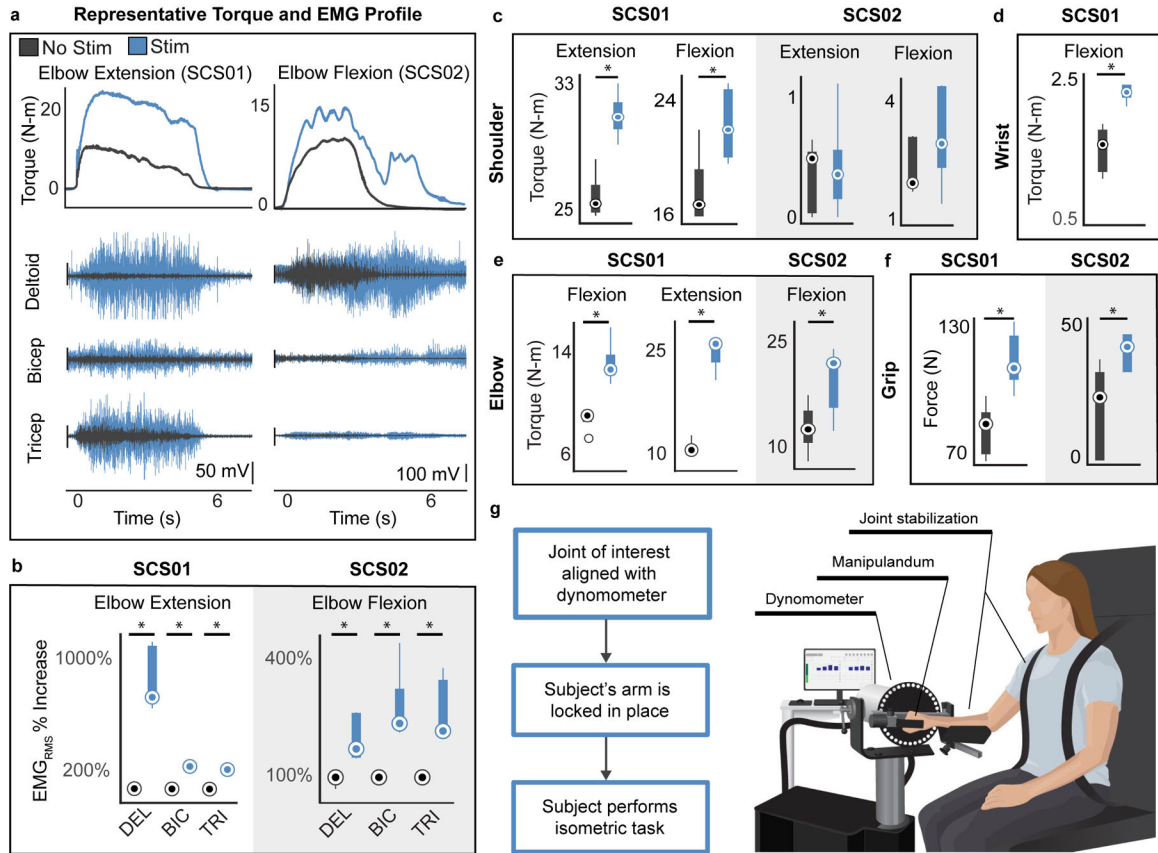 a Representative Torque and EMG Profile
No Stim Stim
Elbow Extension (SCS01) Elbow Flexion (SCS02)
Torque (N-m)
20
0
15
0
Deltoid
Bicep
Tricep
50 mV
100 mV
0 6 0 6
Time (s) Time (s)
b SCS01 SCS02
Elbow Extension Elbow Flexion
EMG RMS % Increase
* * * * * *
1000%
200%
400%
100%
DEL BIC TRI DEL BIC TRI
c SCS01 SCS02
Shoulder
Extension Flexion Extension Flexion
* *
Torque (N-m)
33
25
24
16
1
0
4
1
d SCS01
Wrist
Flexion
*
Torque (N-m)
2.5
0.5
e SCS01 SCS02
Elbow
Flexion Extension Flexion
* * *
Torque (N-m)
14
6
25
10
25
10
f SCS01 SCS02
Grip
* *
Force (N)
130
70
50
0
g
Joint of interest
aligned with
dynomometer
Subject's arm is
locked in place
Subject performs
isometric task
Joint stabilization
Manipulandum
Dynomometer